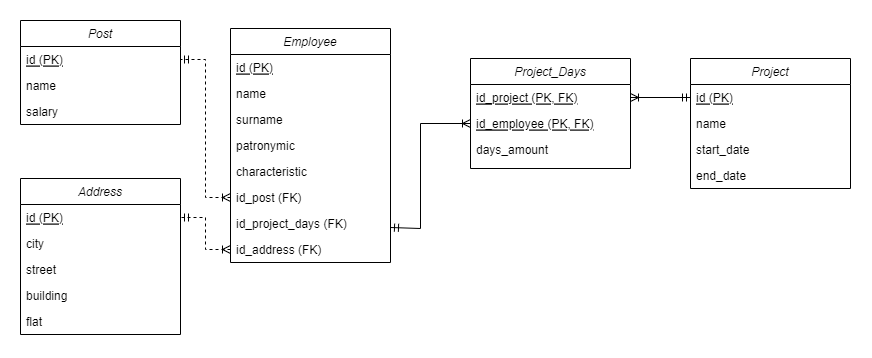 Post
id (PK)
name
salary
Address
id (PK)
city
street
building
flat
Employee
id (PK)
name
surname
patronymic
characteristic
id_post (FK)
id_project_days (FK)
id_address (FK)
Project_Days
id_project (PK, FK)
id_employee (PK, FK)
days_amount
Project
id (PK)
name
start_date
end_date